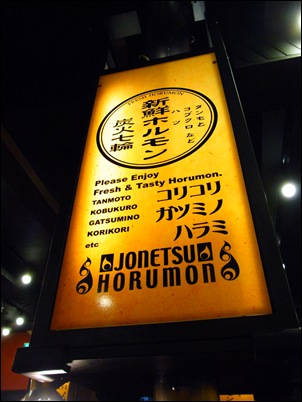 FRESH HORUMON
タンモと
コブクロなど
ハツ
新鮮ホルモン
炭火七輪
Please Enjoy
Fresh & Tasty Horumon.
TANMOTO
KOBUKURO
GATSUMINO
KORIKORI
etc
コリコリ
ガツミノ
ハラミ
JONETSU
HORUMON